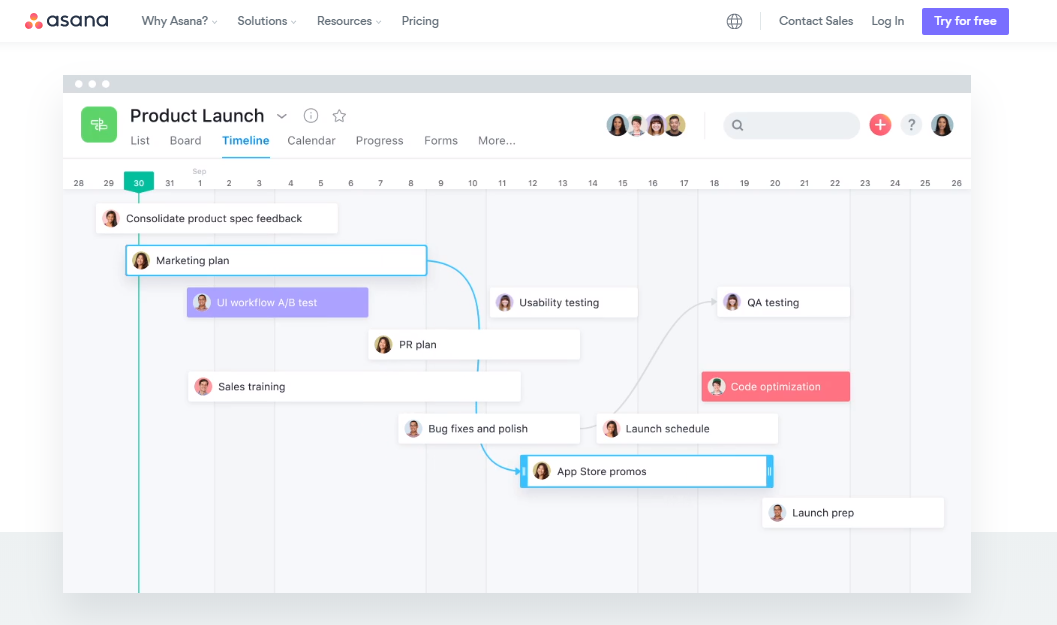 asana Why Asana? Solutions Resources Pricing Contact Sales Log In Try for free
Product Launch
List Board Timeline Calendar Progress Forms More...
Sep
28 29 30 31 1 2 3 4 5 6 7 8 9 10 11 12 13 14 15 16 17 18 19 20 21 22 23 24 25 26
Consolidate product spec feedback
Marketing plan
UI workflow A/B test Usability testing QA testing
PR plan
Sales training Code optimization
Bug fixes and polish Launch schedule
App Store promos
Launch prep